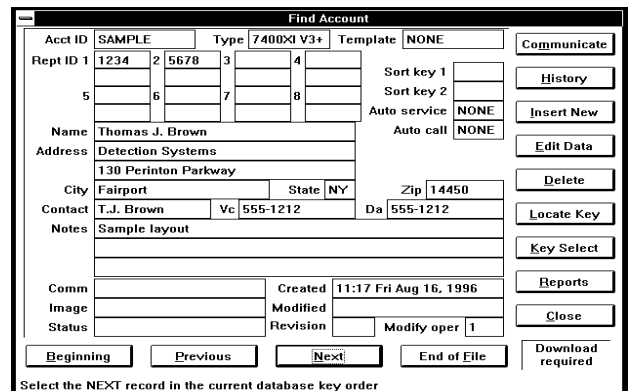 Find Account
Acct ID SAMPLE Type 7400XI V3+ Template NONE Communicate
Rept ID 1 1234 2 5678 3 4
Sort key 1 History
5 6 7 8 Sort key 2
Auto service NONE Insert New
Name Thomas J. Brown Auto call NONE
Address Detection Systems Edit Data
130 Perinton Parkway
City Fairport State NY Zip 14450 Delete
Contact T.J. Brown Vc 555-1212 Da 555-1212 Locate Key
Notes Sample layout
Key Select
Comm Created 11:17 Fri Aug 16, 1996 Reports
Image Modified
Status Revision Modify oper 1 Close
Beginning Previous Next End of File Download
required
Select the NEXT record in the current database key order